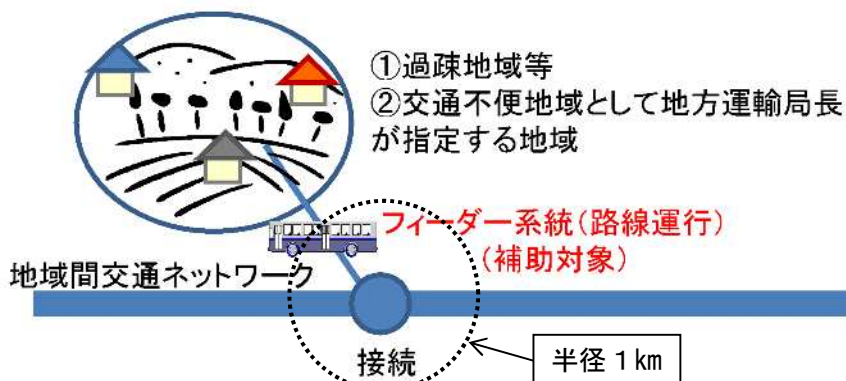 ①過疎地域等
②交通不便地域として地方運輸局長
が指定する地域
フィーダー系統(路線運行)
(補助対象)
地域間交通ネットワーク
接続
半径1km